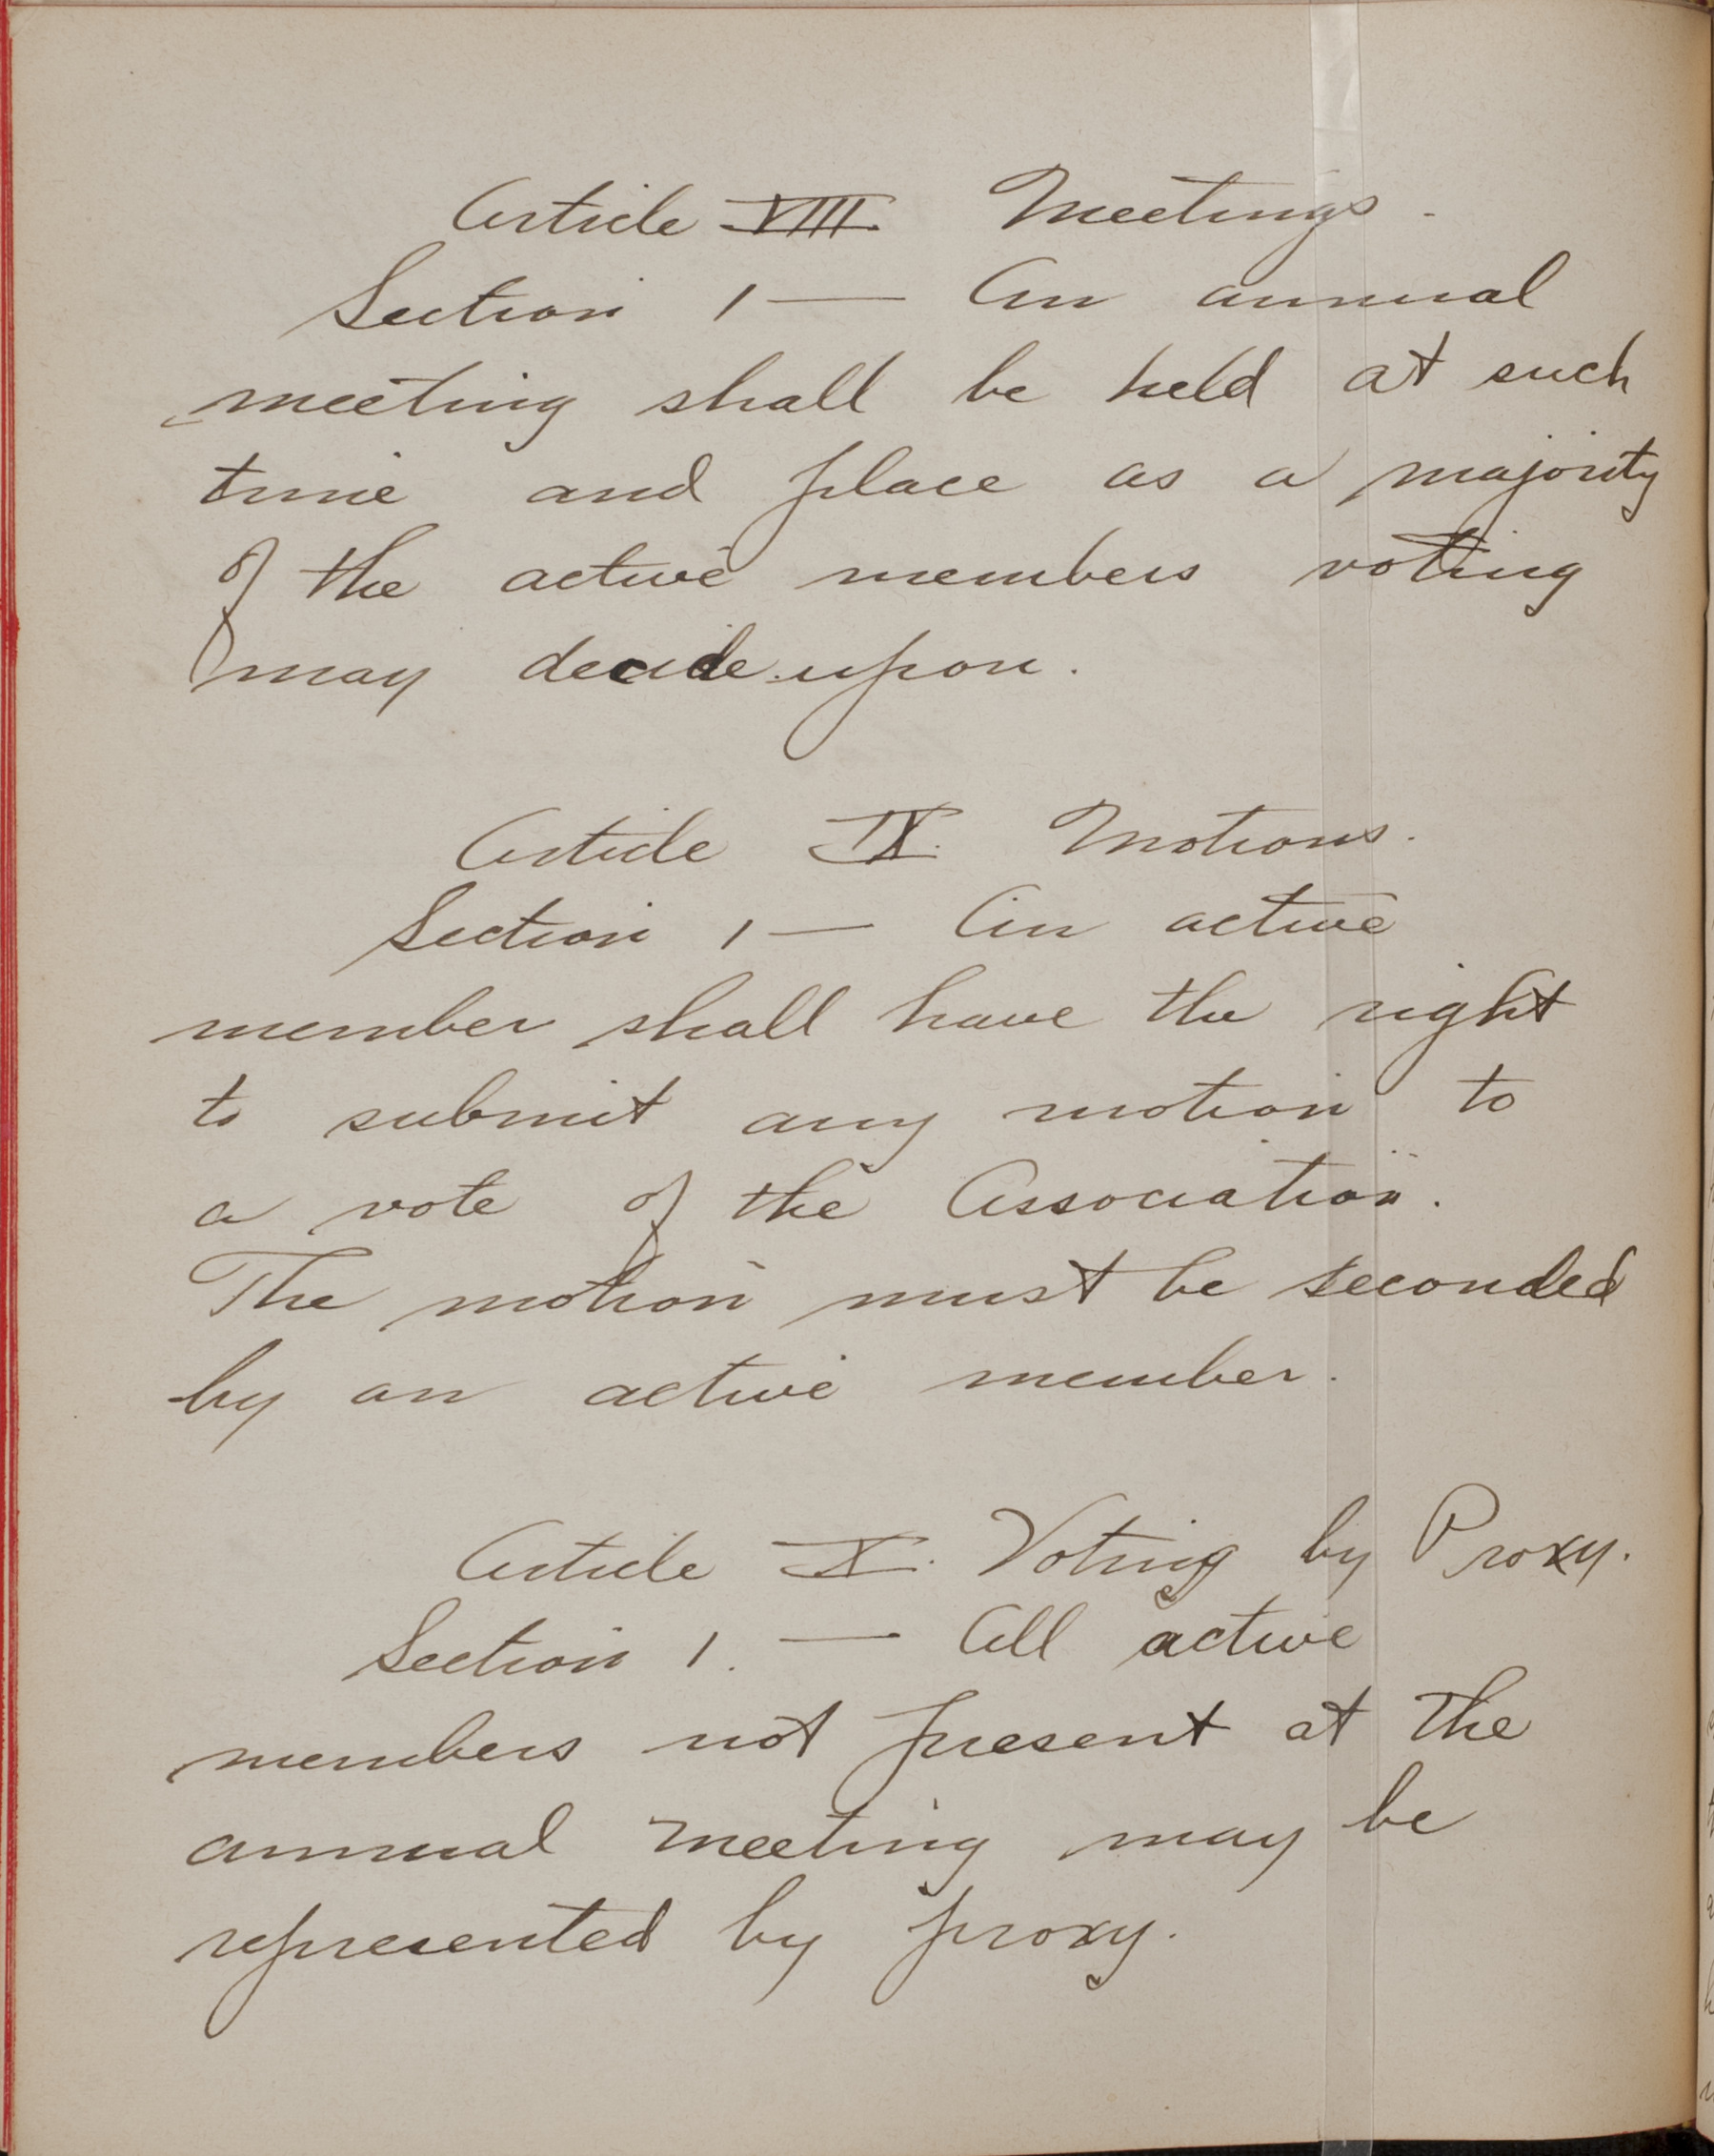 Article VIII Meetings.
Section 1 — An annual
meeting shall be held at such
time and place as a majority
of the active members voting
may decide upon.
Article IX. Motions.
Section 1 — An active
member shall have the right
to submit any motion to
a vote of the Association.
The motion must be seconded
by an active member.
Article X. Voting by Proxy.
Section 1. — All active
members not present at the
annual meeting may be
represented by proxy.